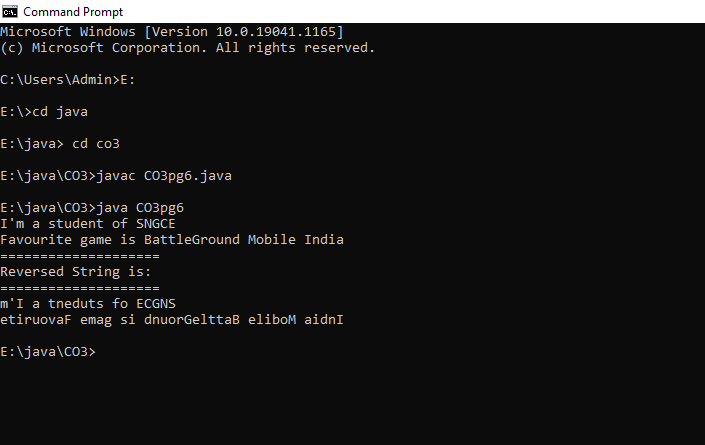 Command Prompt
Microsoft Windows [Version 10.0.19041.1165]
(c) Microsoft Corporation. All rights reserved.
C:\Users\Admin>E:
E:\>cd java
E:\java> cd co3
E:\java\CO3>javac CO3pg6.java
E:\java\CO3>java CO3pg6
I'm a student of SNGCE
Favourite game is BattleGround Mobile India
====================
Reversed String is:
====================
m'I a tneduts fo ECGNS
etiruovaF emag si dnuorGelttaB eliboM aidnI
E:\java\CO3>